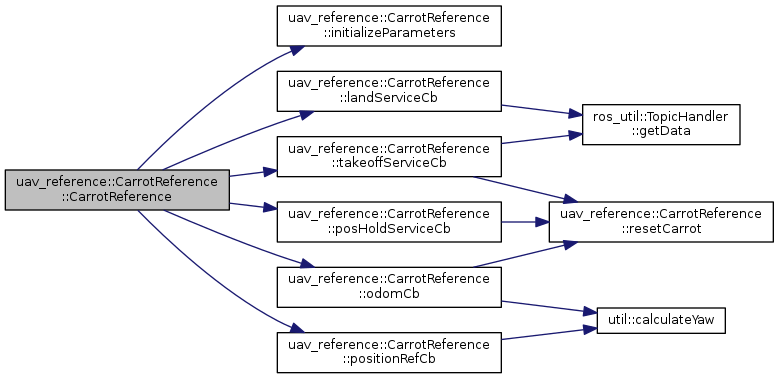 uav_reference::CarrotReference
::CarrotReference
uav_reference::CarrotReference
::initializeParameters
uav_reference::CarrotReference
::landServiceCb
uav_reference::CarrotReference
::takeoffServiceCb
uav_reference::CarrotReference
::posHoldServiceCb
uav_reference::CarrotReference
::odomCb
uav_reference::CarrotReference
::positionRefCb
ros_util::TopicHandler
::getData
uav_reference::CarrotReference
::resetCarrot
util::calculateYaw